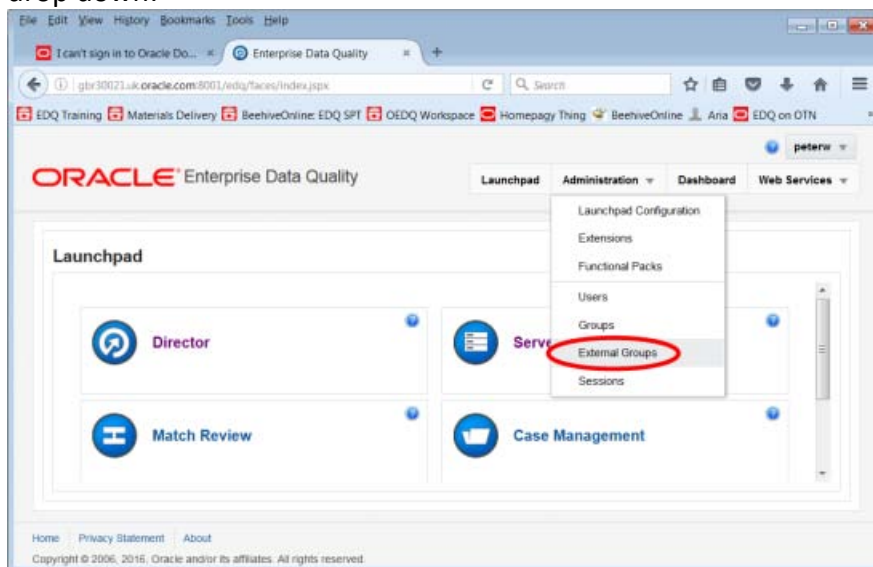 drop down.
File Edit View History Bookmarks Tools Help
I can't sign in to Oracle Do... × Enterprise Data Quality × +
gbr30021.uk.oracle.com:8001/edq/faces/index.jspx Search
EDQ Training Materials Delivery BeehiveOnline: EDQ SPT OEDQ Workspace Homepagy Thing BeehiveOnline Aria EDQ on OTN
peterw
ORACLE Enterprise Data Quality Launchpad Administration Dashboard Web Services
Launchpad Configuration
Extensions
Functional Packs
Users
Groups
External Groups
Sessions
Launchpad
Director Serve
Match Review Case Management
Home Privacy Statement About
Copyright © 2006, 2016, Oracle and/or its affiliates. All rights reserved.